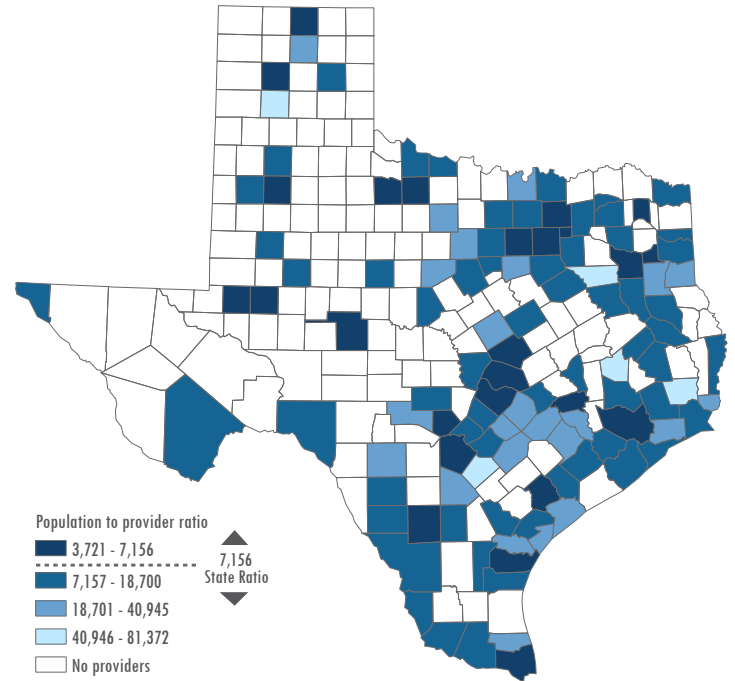 Population to provider ratio
3,721 - 7,156
7,157 - 18,700
18,701 - 40,945
40,946 - 81,372
No providers
7,156
State Ratio